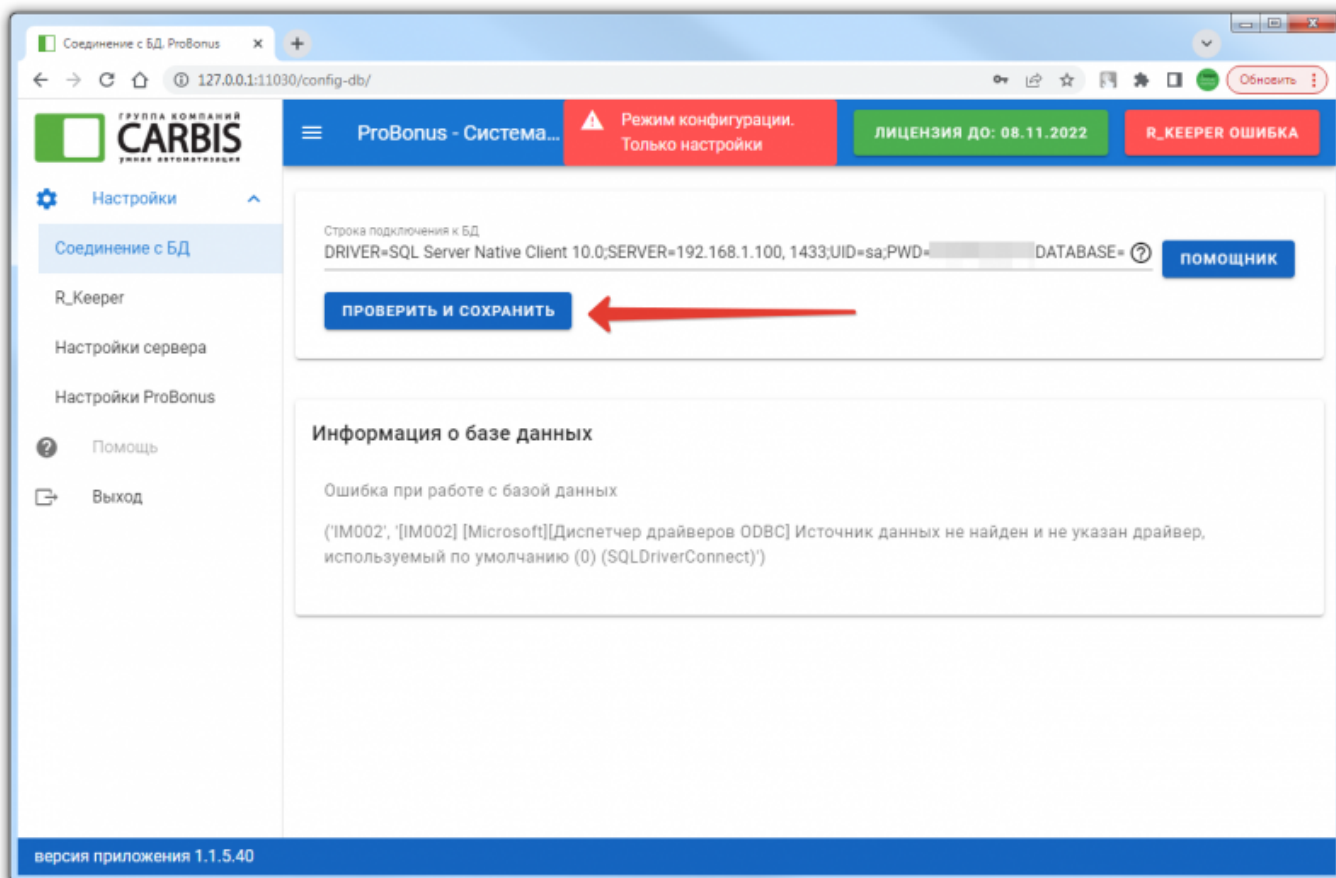 Соединение с БД, ProBonus
127.0.0.1:11030/config-db/
Обновить
ГРУППА КОМПАНИЙ
CARBIS
умная автоматизация
ProBonus - Система...
Режим конфигурации.
Только настройки
ЛИЦЕНЗИЯ ДО: 08.11.2022
R_KEEPER ОШИБКА
Настройки
Соединение с БД
R_Keeper
Настройки сервера
Настройки ProBonus
Помощь
Выход
Строка подключения к БД
DRIVER=SQL Server Native Client 10.0;SERVER=192.168.1.100, 1433;UID=sa;PWD= DATABASE=
ПОМОЩНИК
ПРОВЕРИТЬ И СОХРАНИТЬ
Информация о базе данных
Ошибка при работе с базой данных
('IM002', '[IM002] [Microsoft][Диспетчер драйверов ODBC] Источник данных не найден и не указан драйвер,
используемый по умолчанию (0) (SQLDriverConnect)')
версия приложения 1.1.5.40